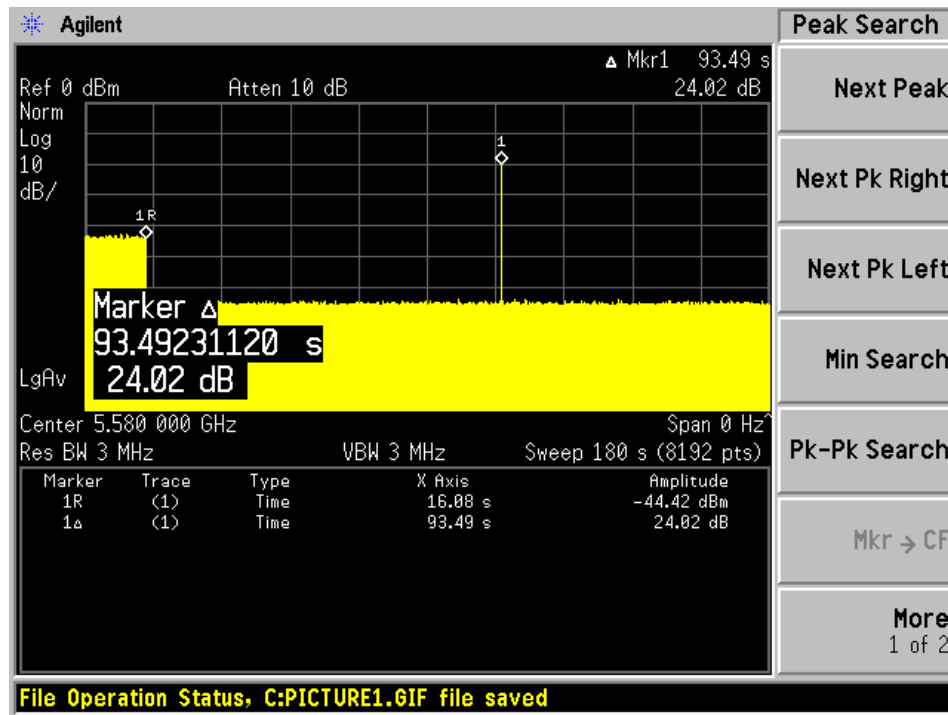 Agilent
Peak Search
Δ Mkr1 93.49 s
Ref 0 dBm Atten 10 dB 24.02 dB
Norm
Log
10
dB/
1
1R
Marker Δ
93.49231120 s
24.02 dB
LgAv
Center 5.580 000 GHz Span 0 Hz^
Res BW 3 MHz VBW 3 MHz Sweep 180 s (8192 pts)
Marker Trace Type X Axis Amplitude
1R (1) Time 16.08 s -44.42 dBm
1Δ (1) Time 93.49 s 24.02 dB
Next Peak
Next Pk Right
Next Pk Left
Min Search
Pk-Pk Search
Mkr → CF
More
1 of 2
File Operation Status, C:PICTURE1.GIF file saved